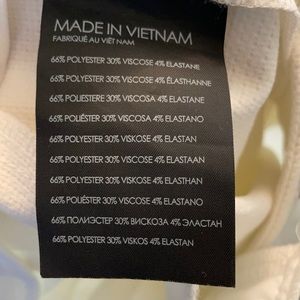 MADE IN VIETNAM
FABRIQUÉ AU VIÊT NAM
66% POLYESTER 30% VISCOSE 4% ELASTANE
66% POLYESTER 30% VISCOSE 4% ÉLASTHANNE
66% POLIESTERE 30% VISCOSA 4% ELASTANE
66% POLIÉSTER 30% VISCOSA 4% ELASTANO
66% POLYESTER 30% VISKOSE 4% ELASTAN
66% POLYESTER 30% VISCOSE 4% ELASTAAN
66% POLYESTER 30% VISKOSE 4% ELASTHAN
66% POLIÉSTER 30% VISCOSE 4% ELASTANO
66% ПОЛИЭСТЕР 30% ВИСКОЗА 4% ЭЛАСТАН
66% POLYESTER 30% VISKOS 4% ELASTAN